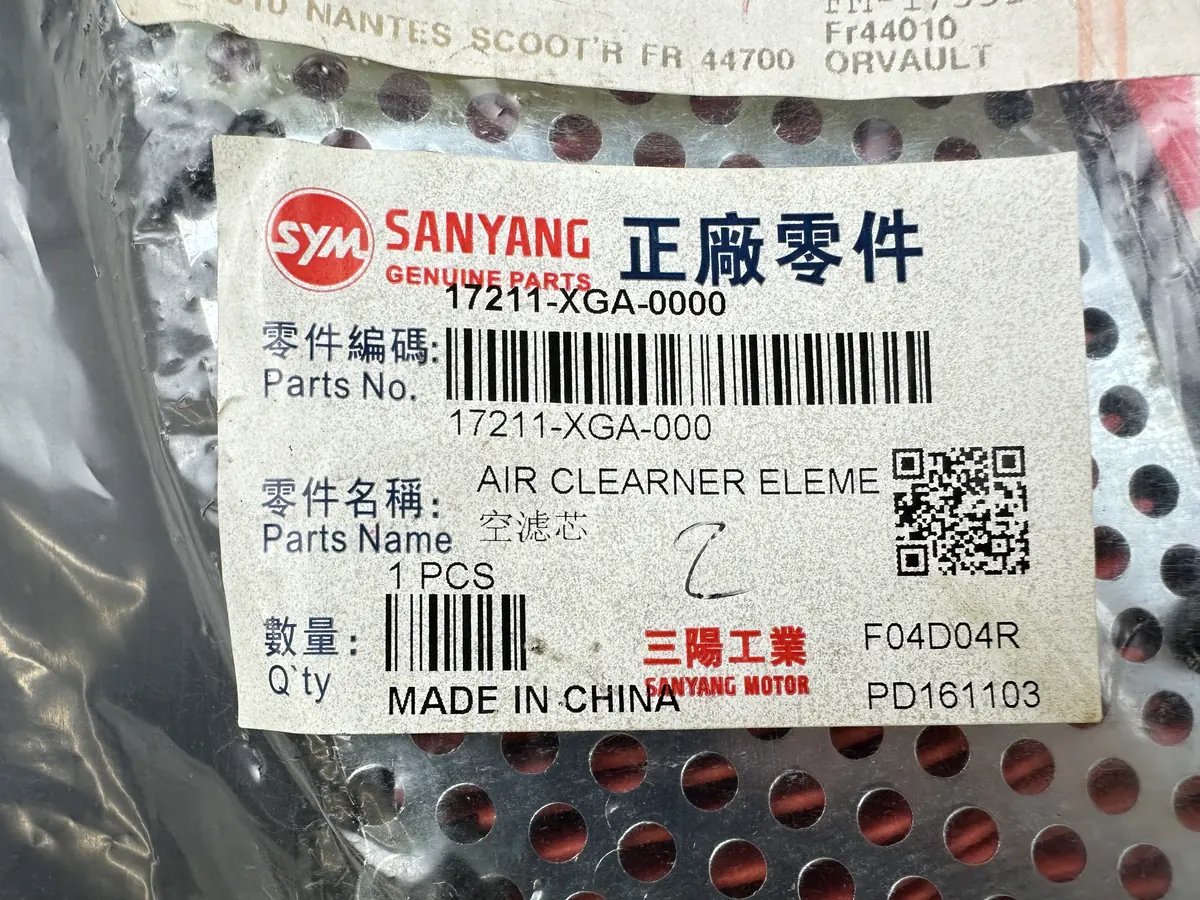 NANTES SCOOT'R FR 44700
Fr44010
ORVAULT
SYM SANYANG 正廠零件
GENUINE PARTS
17211-XGA-0000
零件編碼:
Parts No.
17211-XGA-000
零件名稱:
AIR CLEARNER ELEME
Parts Name
空滤芯
1 PCS
數量:
Q`ty
三陽工業
F04D04R
SANYANG MOTOR
MADE IN CHINA
PD161103